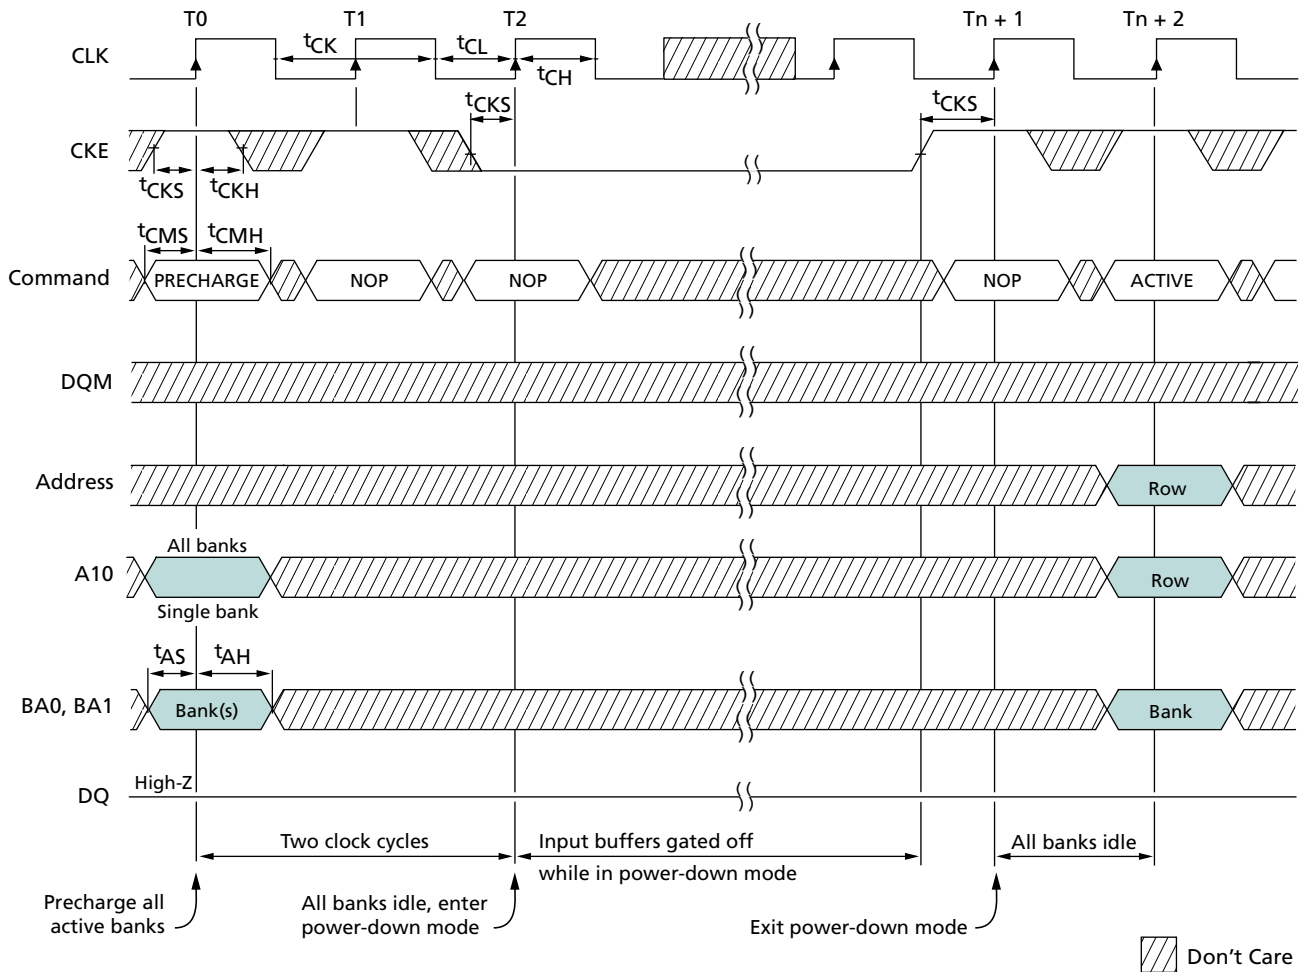 T0 T1 T2 Tn + 1 Tn + 2
CLK tCK tCL tCH
tCKS tCKS
CKE
tCKS tCKH
tCMS tCMH
Command PRECHARGE NOP NOP NOP ACTIVE
DQM
Address Row
All banks
A10 Row
Single bank
tAS tAH
BA0, BA1 Bank(s) Bank
High-Z
DQ
Two clock cycles
Input buffers gated off
while in power-down mode
All banks idle
Precharge all
active banks
All banks idle, enter
power-down mode
Exit power-down mode
Don't Care